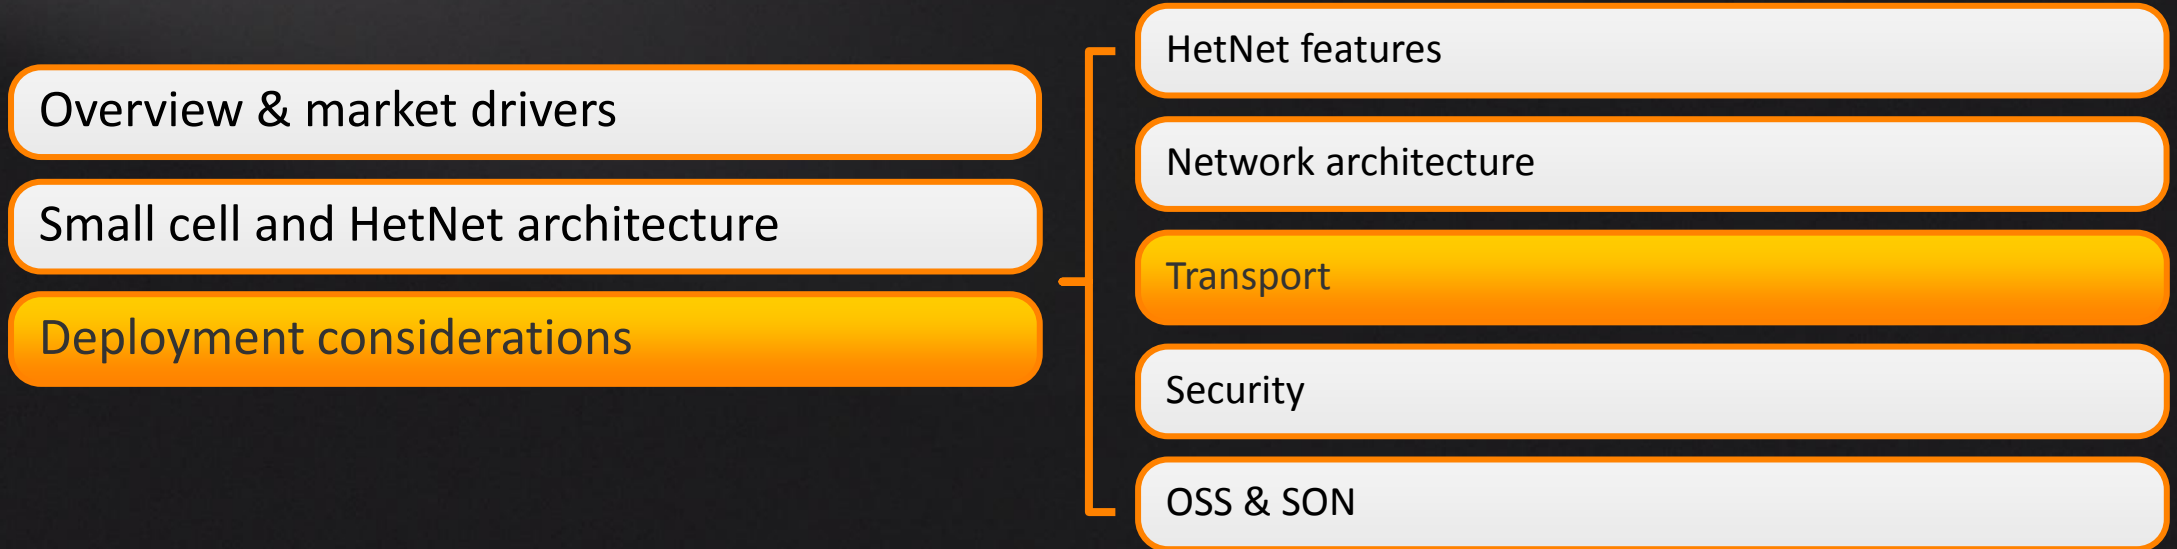 Overview & market drivers
Small cell and HetNet architecture
Deployment considerations
HetNet features
Network architecture
Transport
Security
OSS & SON